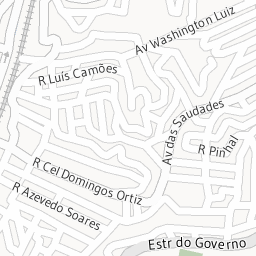 Av Washington Luiz
R Luís Camões
Av das Saudades
R Pinhal
R Cel Domingos Ortiz
R Azevedo Soares
Estr do Governo